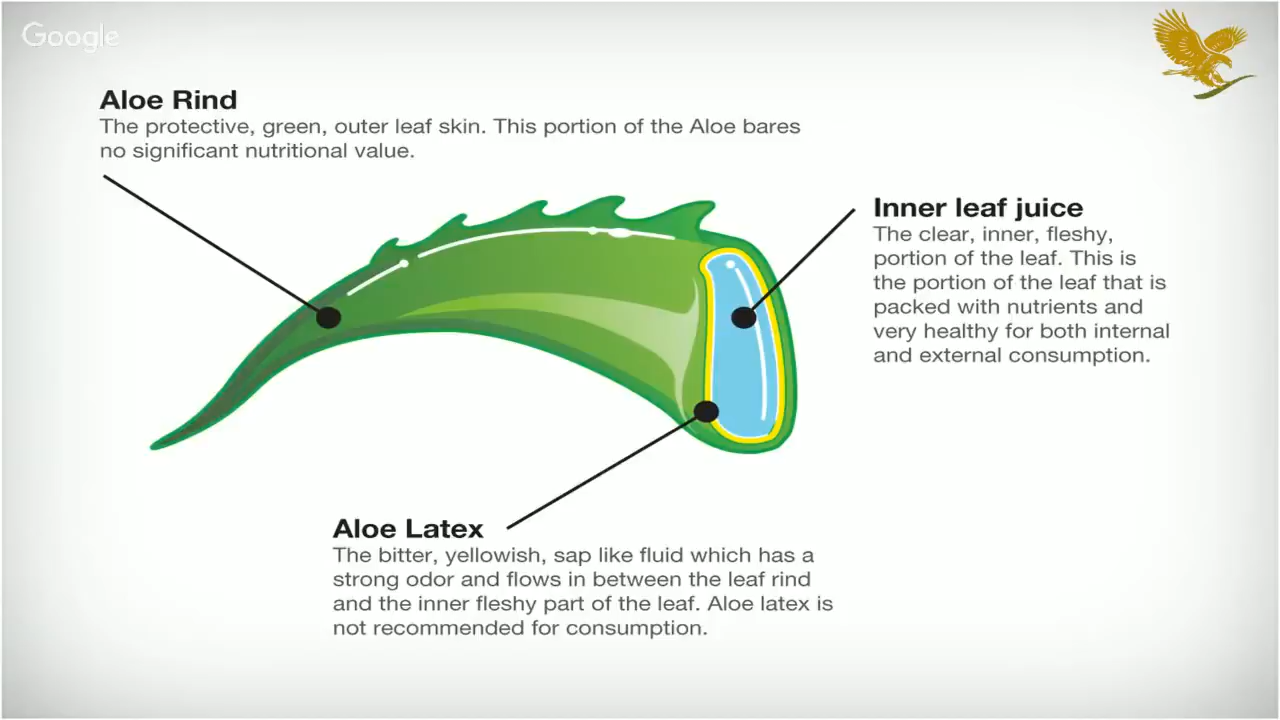 Google
Aloe Rind
The protective, green, outer leaf skin. This portion of the Aloe bares
no significant nutritional value.
Inner leaf juice
The clear, inner, fleshy,
portion of the leaf. This is
the portion of the leaf that is
packed with nutrients and
very healthy for both internal
and external consumption.
Aloe Latex
The bitter, yellowish, sap like fluid which has a
strong odor and flows in between the leaf rind
and the inner fleshy part of the leaf. Aloe latex is
not recommended for consumption.